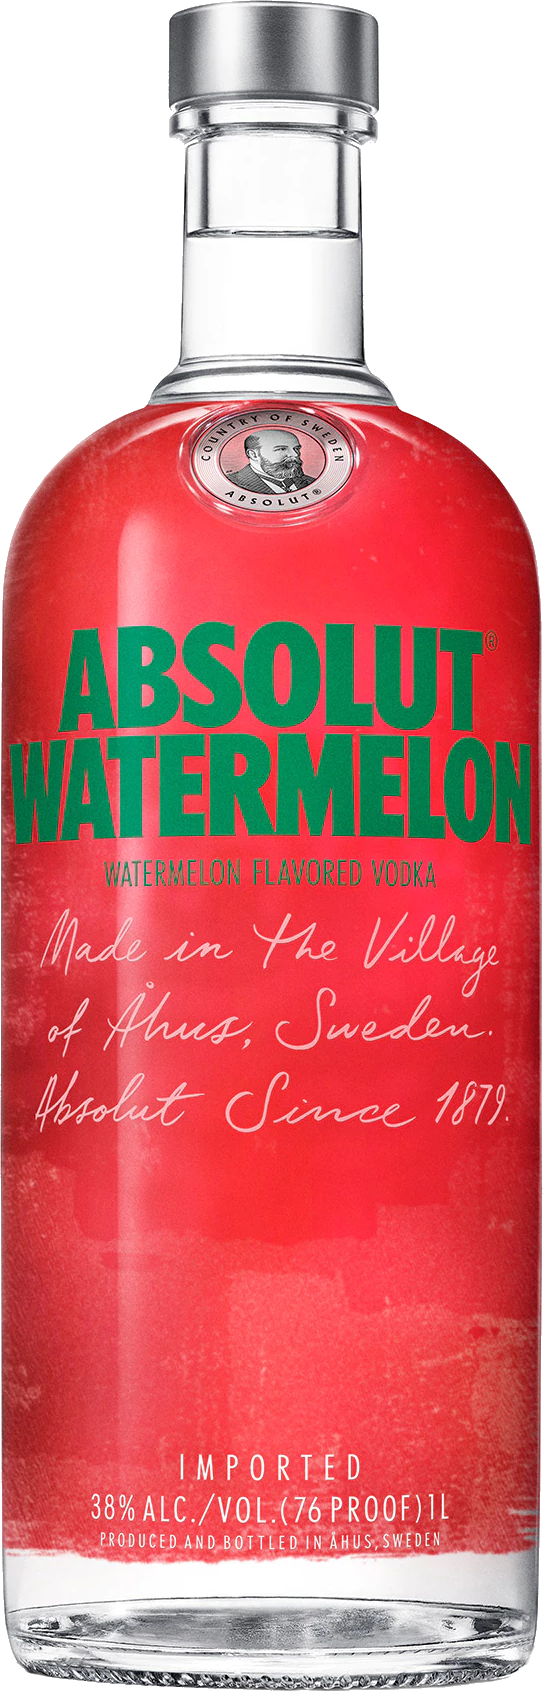 COUNTRY OF SWEDEN
ABSOLUT®
ABSOLUT®
WATERMELON
WATERMELON FLAVORED VODKA
Made in the Village
of Åhus, Sweden.
Absolut Since 1879.
IMPORTED
38% ALC./VOL.(76 PROOF) 1L
PRODUCED AND BOTTLED IN ÅHUS, SWEDEN